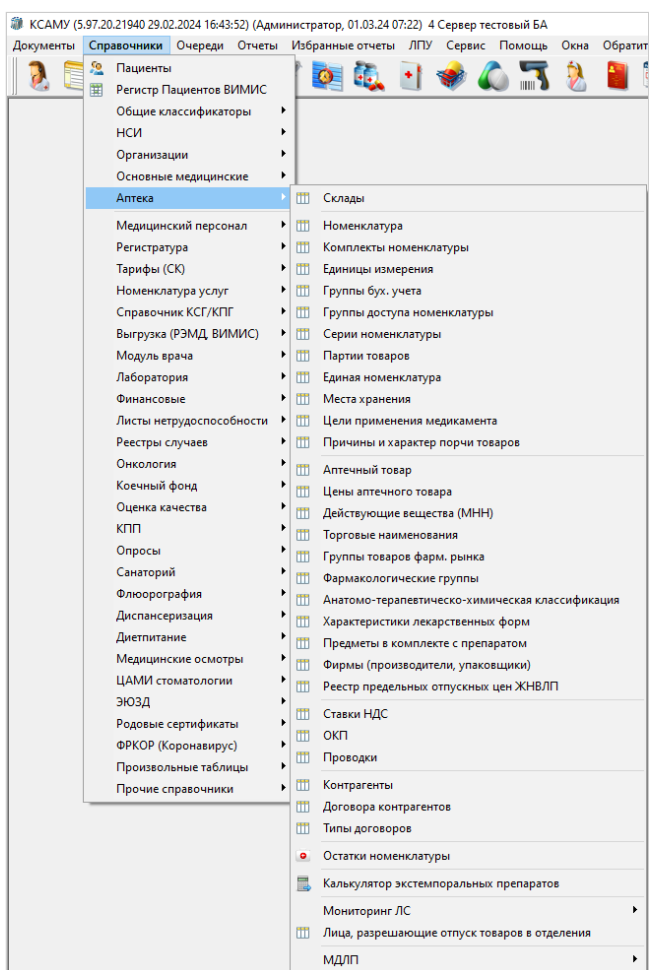 КСАМУ (5.97.20.21940 29.02.2024 16:43:52) (Администратор, 01.03.24 07:22) 4 Сервер тестовый БА
Документы Справочники Очереди Отчеты Избранные отчеты ЛПУ Сервис Помощь Окна Обратит
Пациенты
Регистр Пациентов ВИМИС
Общие классификаторы
НСИ
Организации
Основные медицинские
Аптека
Медицинский персонал
Регистратура
Тарифы (СК)
Номенклатура услуг
Справочник КСГ/КПГ
Выгрузка (РЭМД, ВИМИС)
Модуль врача
Лаборатория
Финансовые
Листы нетрудоспособности
Реестры случаев
Онкология
Коечный фонд
Оценка качества
КПП
Опросы
Санаторий
Флюорография
Диспансеризация
Диетпитание
Медицинские осмотры
ЦАМИ стоматологии
ЭЮЗД
Родовые сертификаты
ФРКОР (Коронавирус)
Произвольные таблицы
Прочие справочники
Склады
Номенклатура
Комплекты номенклатуры
Единицы измерения
Группы бух. учета
Группы доступа номенклатуры
Серии номенклатуры
Партии товаров
Единая номенклатура
Места хранения
Цели применения медикамента
Причины и характер порчи товаров
Аптечный товар
Цены аптечного товара
Действующие вещества (МНН)
Торговые наименования
Группы товаров фарм. рынка
Фармакологические группы
Анатомо-терапевтическо-химическая классификация
Характеристики лекарственных форм
Предметы в комплекте с препаратом
Фирмы (производители, упаковщики)
Реестр предельных отпускных цен ЖНВЛП
Ставки НДС
ОКП
Проводки
Контрагенты
Договора контрагентов
Типы договоров
Остатки номенклатуры
Калькулятор экстемпоральных препаратов
Мониторинг ЛС
Лица, разрешающие отпуск товаров в отделения
МДЛП